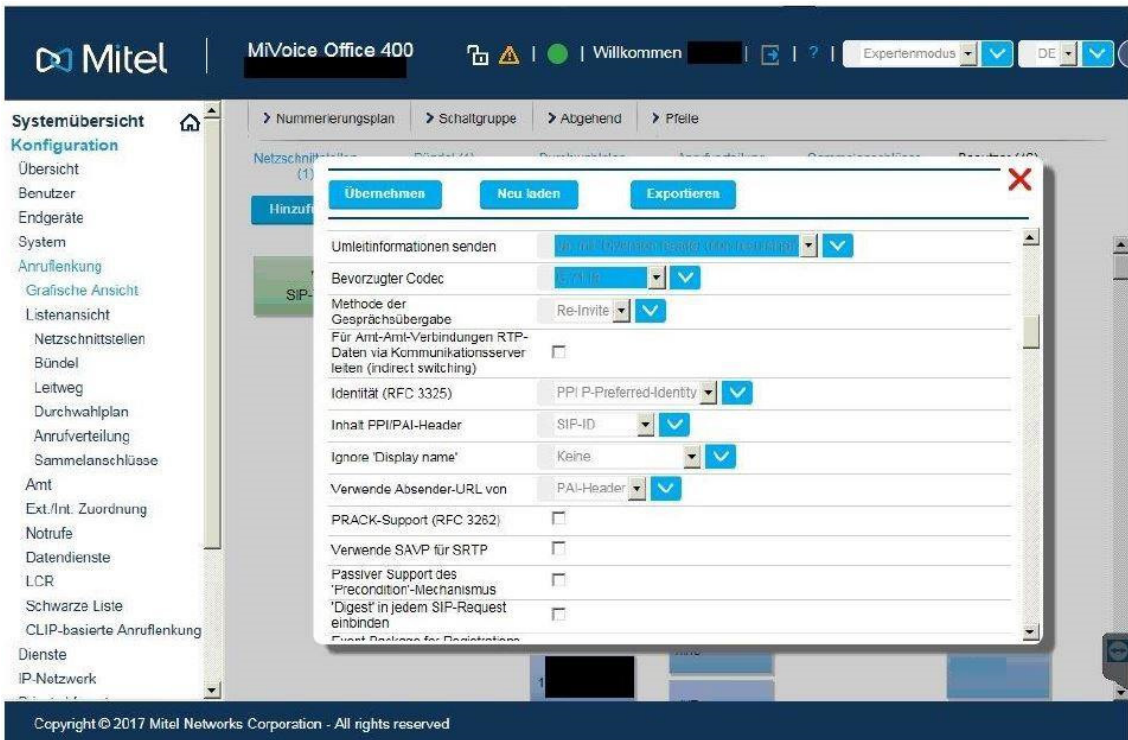 Mitel
MiVoice Office 400
Willkommen
?
Expertenmodus
DE
Systemübersicht
Konfiguration
Übersicht
Benutzer
Endgeräte
System
Anruflenkung
Grafische Ansicht
Listenansicht
Netzschnittstellen
Bündel
Leitweg
Durchwahlplan
Anrufverteilung
Sammelanschlüsse
Amt
Ext./Int. Zuordnung
Notrufe
Datendienste
LCR
Schwarze Liste
CLIP-basierte Anruflenkung
Dienste
IP-Netzwerk
Nummerierungsplan
Schaltgruppe
Abgehend
Pfeile
(1)
Übernehmen
Neu laden
Exportieren
Umleitinformationen senden
Bevorzugter Codec
Methode der
Gesprächsübergabe
Re-Invite
Für Amt-Amt-Verbindungen RTP-
Daten via Kommunikationsserver
leiten (indirect switching)
Identität (RFC 3325)
PPI P-Preferred-Identity
Inhalt PPI/PAI-Header
SIP-ID
Ignore 'Display name'
Keine
Verwende Absender-URL von
PAI-Header
PRACK-Support (RFC 3262)
Verwende SAVP für SRTP
Passiver Support des
'Precondition'-Mechanismus
'Digest' in jedem SIP-Request
einbinden
Copyright © 2017 Mitel Networks Corporation - All rights reserved